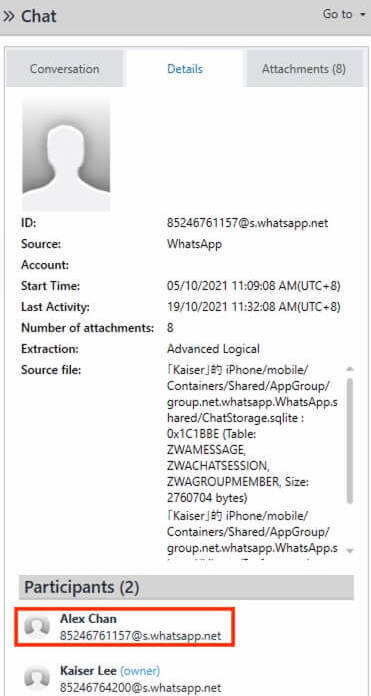 Chat
Go to
Conversation
Details
Attachments (8)
ID: 85246761157@s.whatsapp.net
Source: WhatsApp
Account:
Start Time: 05/10/2021 11:09:08 AM(UTC+8)
Last Activity: 19/10/2021 11:32:08 AM(UTC+8)
Number of attachments: 8
Extraction: Advanced Logical
Source file: 「Kaiser」的 iPhone/mobile/
Containers/Shared/AppGroup/
group.net.whatsapp.WhatsApp.s
hared/ChatStorage.sqlite :
0x1C1BBE (Table:
ZWAMESSAGE,
ZWACHATSESSION,
ZWAGROUPMEMBER, Size:
2760704 bytes)
「Kaiser」的 iPhone/mobile/
Containers/Shared/AppGroup/
group.net.whatsapp.WhatsApp.s
Participants (2)
Alex Chan
85246761157@s.whatsapp.net
Kaiser Lee (owner)
85246764200@s.whatsapp.net